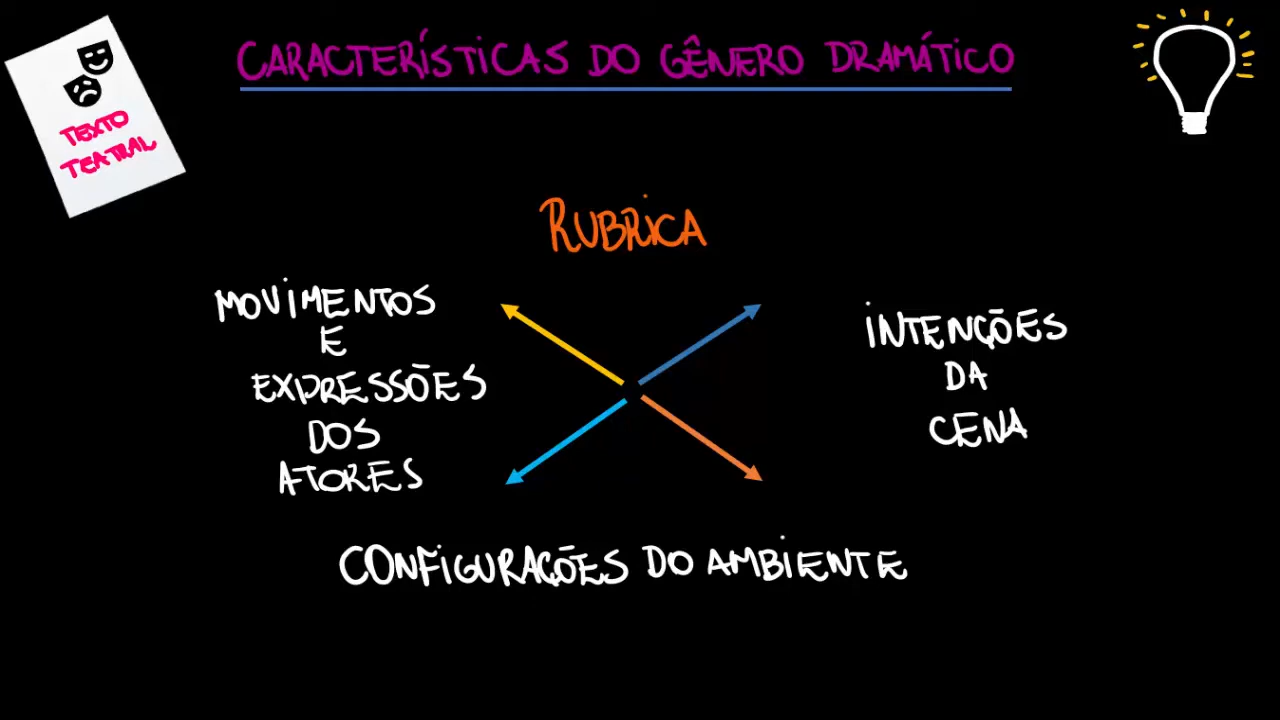 TEXTO
TEATRAL
CARACTERÍSTICAS DO GÊNERO DRAMÁTICO
RUBRICA
MOVIMENTOS
E
EXPRESSÕES
DOS
ATORES
INTENÇÕES
DA
CENA
CONFIGURAÇÕES DO AMBIENTE